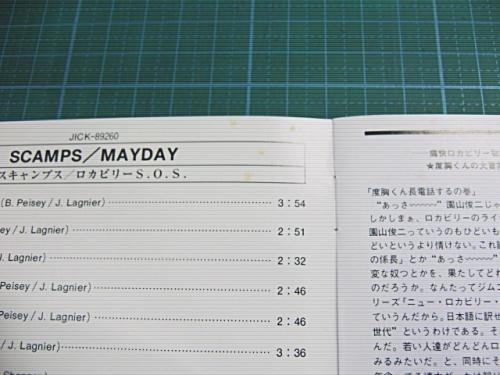 JICK-89260
SCAMPS／MAYDAY
スキャンプス／ロカビリーS.O.S.
(B. Peisey / J. Lagnier) 3：54
ey / J. Lagnier) 2：51
J. Lagnier) 2：32
Peisey / J. Lagnier) 2：46
Peisey / J. Lagnier) 2：46
/ J. Lagnier) 3：36
痛快ロカビリー
★度胸くんの大冒
「度胸くん長電話するの巻」
“あっさ〜〜〜〜” 園山俊二じゃ
しかしまぁ、ロカビリーのライ
園山俊二っていうのもひどいも
どいというより情けない。これ
の係長」とか“あっさ〜〜〜〜
変な奴つとかを、果たしてどれ
のだろうか。なんたってジムコ
リーズ「ニュー・ロカビリー・
ていうんだから。日本語に訳せ
世代”というわけである。そ
んだ。若い人達がどんどんロ
みるみたいだ。と、同時にそ